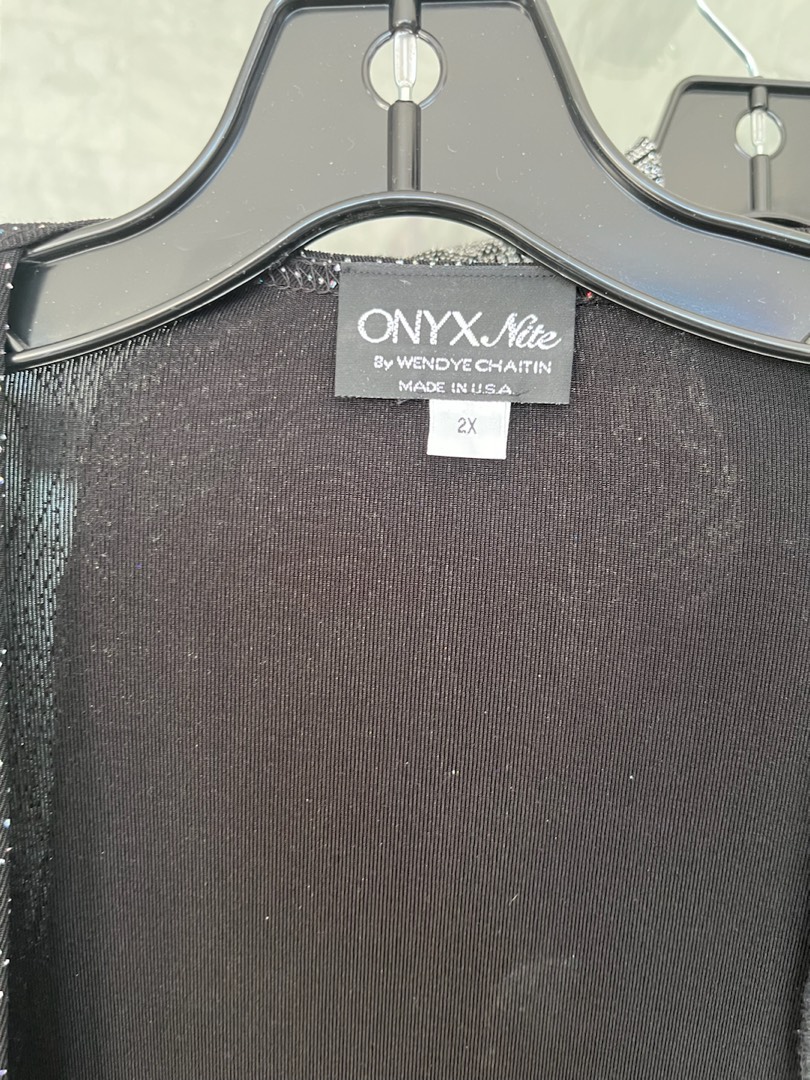 ONYX Nite
By WENDYE CHAITIN
MADE IN U.S.A.
2X